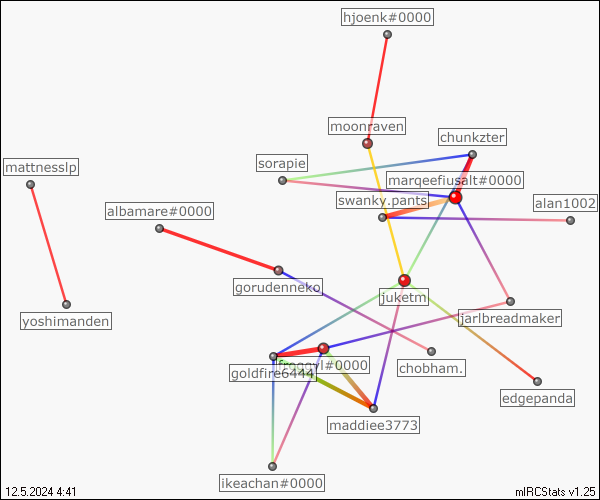 hjoenk#0000
moonraven
chunkzter
sorapie
mattnesslp
marqeefiusalt#0000
swanky.pants
alan1002
albamare#0000
gorudenneko
juketm
yoshimanden
jarlbreadmaker
froggyl#0000
goldfire6444
chobham.
edgepanda
maddiee3773
ikeachan#0000
12.5.2024 4:41
mIRCStats v1.25